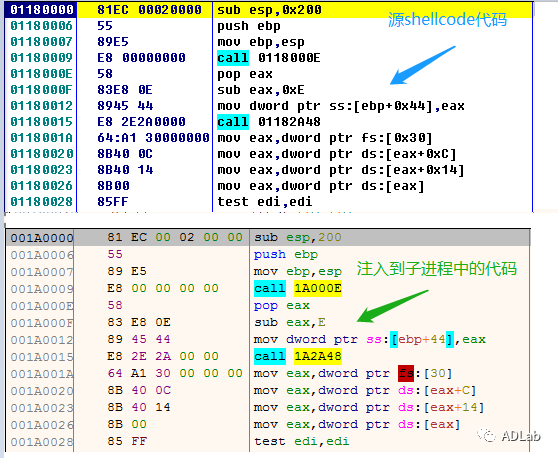 01180000 81EC 00020000 sub esp,0x200
01180006 55 push ebp
01180007 89E5 mov ebp,esp
01180009 E8 00000000 call 0118000E
0118000E 58 pop eax
0118000F 83E8 0E sub eax,0xE
01180012 8945 44 mov dword ptr ss:[ebp+0x44],eax
01180015 E8 2E2A0000 call 01182A48
0118001A 64:A1 30000000 mov eax,dword ptr fs:[0x30]
01180020 8B40 0C mov eax,dword ptr ds:[eax+0xC]
01180023 8B40 14 mov eax,dword ptr ds:[eax+0x14]
01180026 8B00 mov eax,dword ptr ds:[eax]
01180028 85FF test edi,edi
源shellcode代码
001A0000 81 EC 00 02 00 00 sub esp,200
001A0006 55 push ebp
001A0007 89 E5 mov ebp,esp
001A0009 E8 00 00 00 00 call 1A000E
001A000E 58 pop eax
001A000F 83 E8 0E sub eax,E
001A0012 89 45 44 mov dword ptr ss:[ebp+44],eax
001A0015 E8 2E 2A 00 00 call 1A2A48
001A001A 64 A1 30 00 00 00 mov eax,dword ptr fs:[30]
001A0020 8B 40 0C mov eax,dword ptr ds:[eax+C]
001A0023 8B 40 14 mov eax,dword ptr ds:[eax+14]
001A0026 8B 00 mov eax,dword ptr ds:[eax]
001A0028 85 FF test edi,edi
注入到子进程中的代码
ADLab